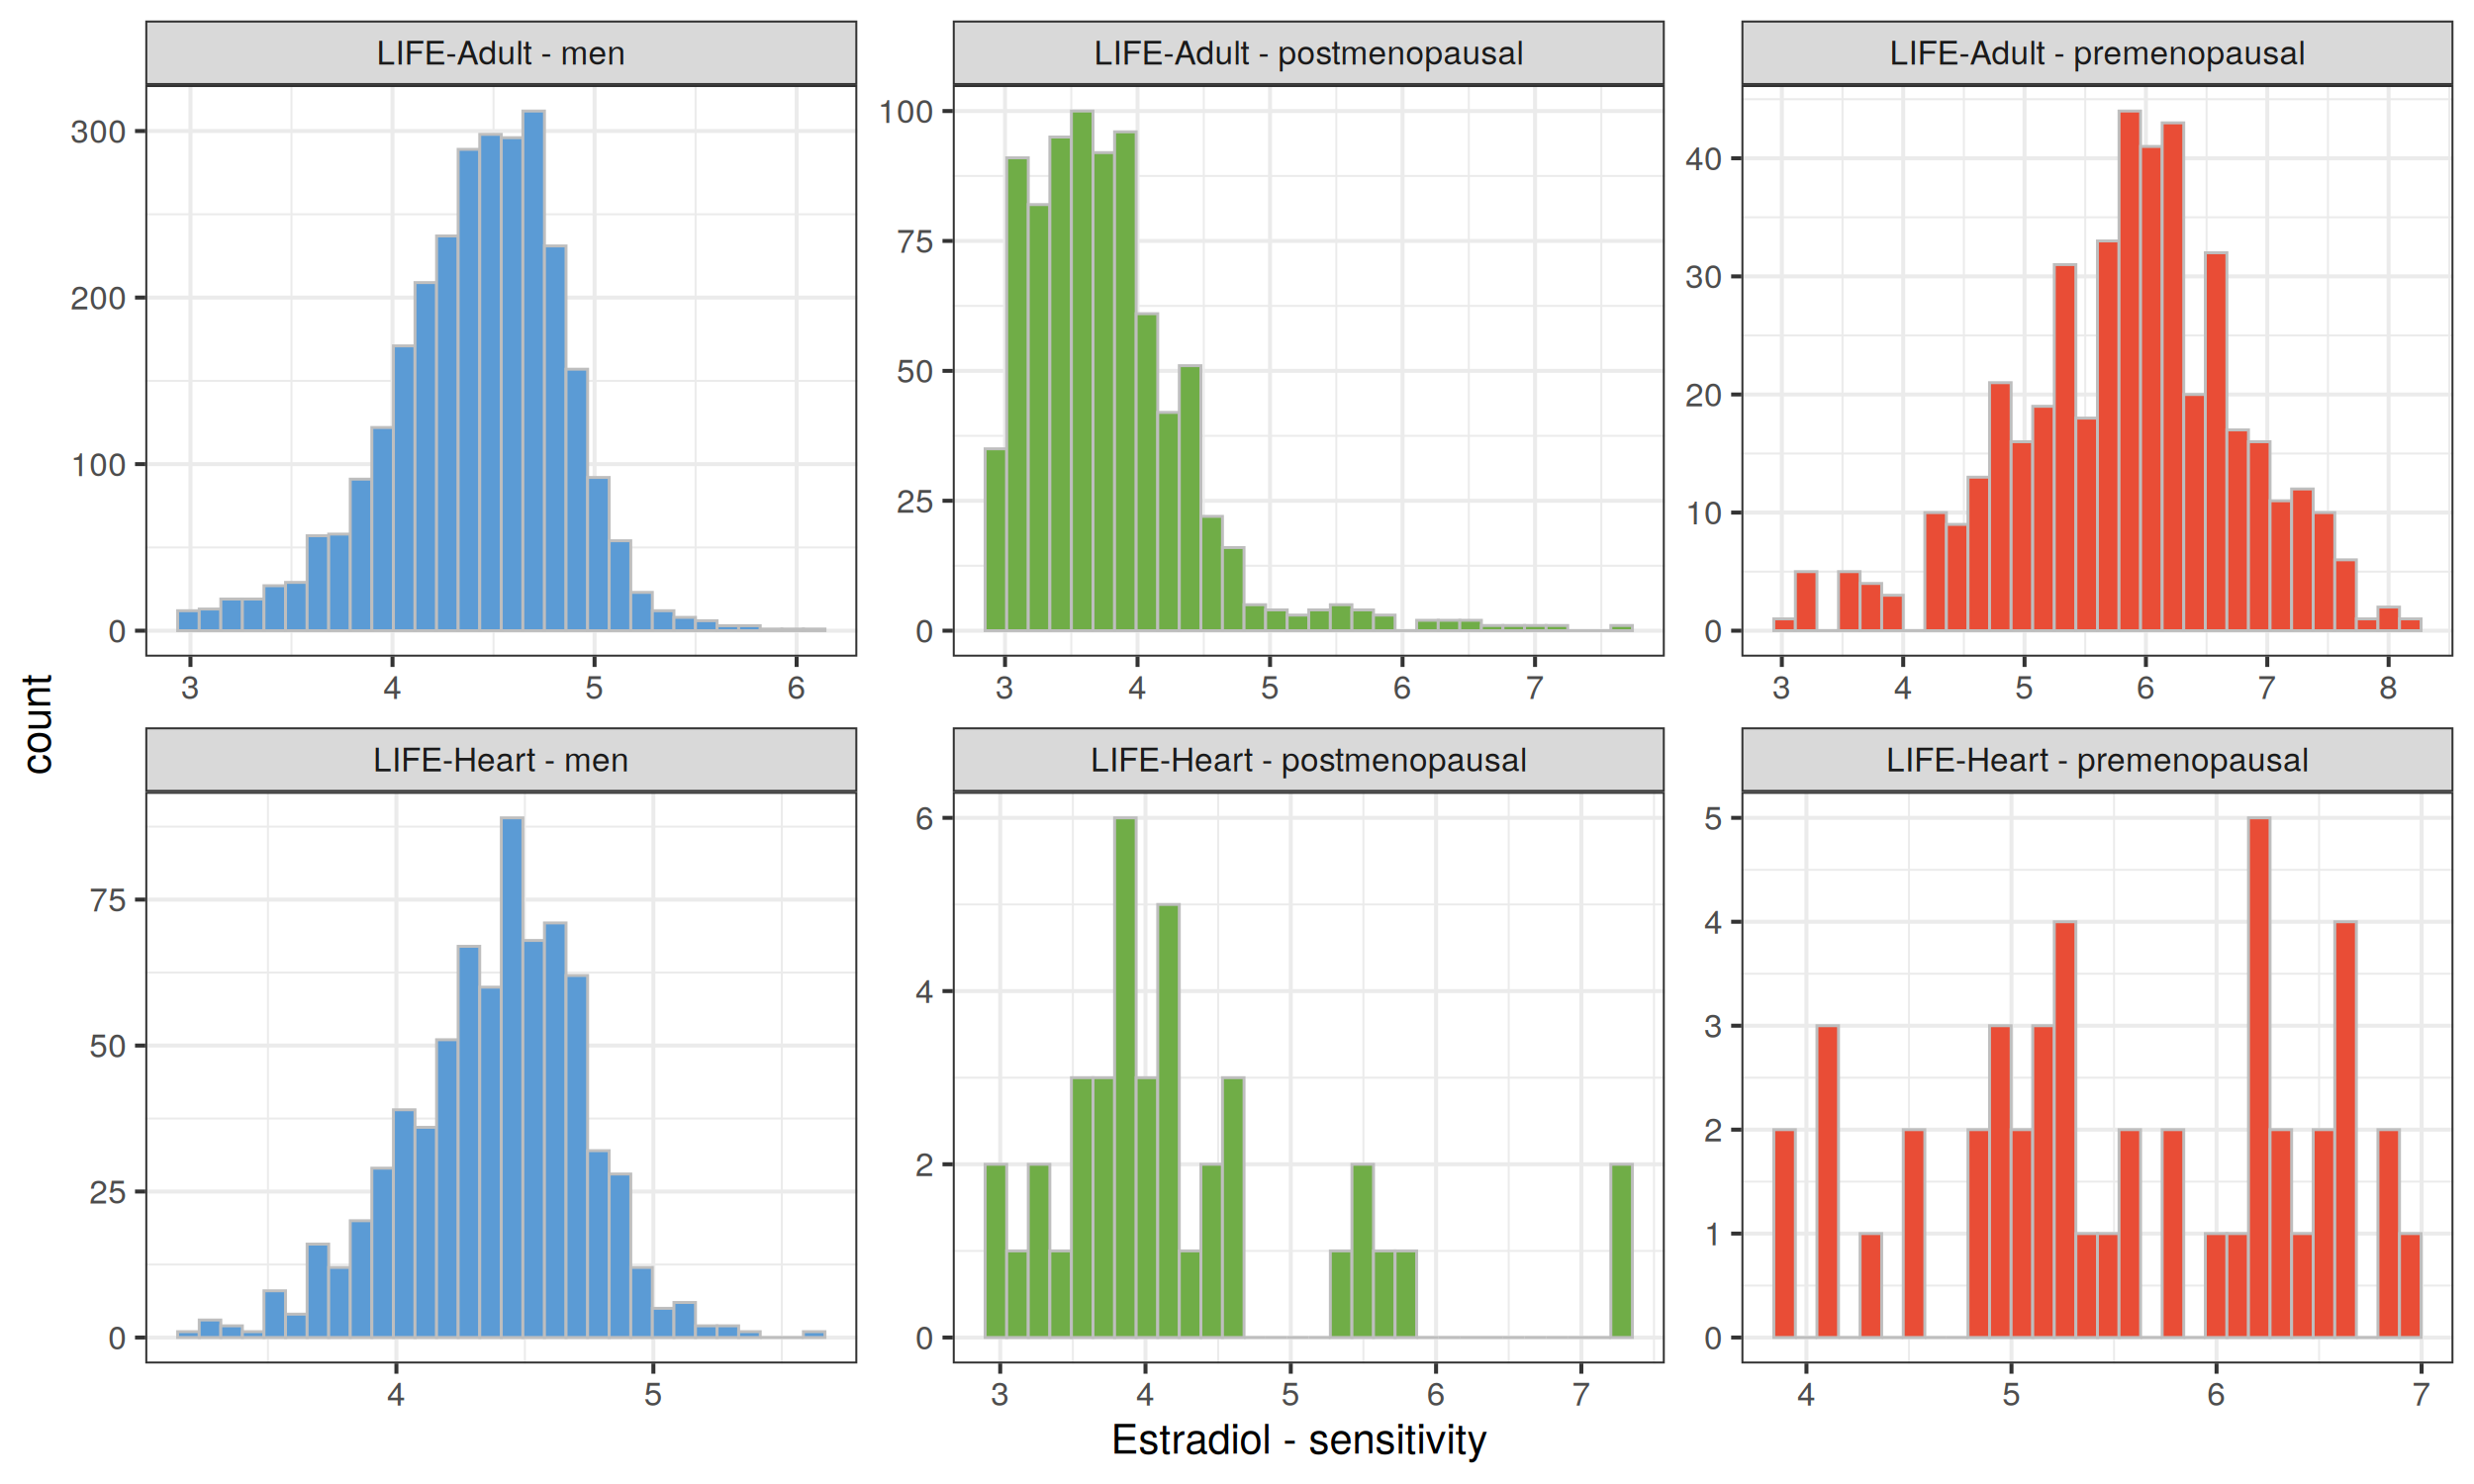 LIFE-Adult - men
LIFE-Adult - postmenopausal
LIFE-Adult - premenopausal
300
200
100
0
3 4 5 6
100
75
50
25
0
3 4 5 6 7
40
30
20
10
0
3 4 5 6 7 8
count
LIFE-Heart - men
LIFE-Heart - postmenopausal
LIFE-Heart - premenopausal
75
50
25
0
4 5
6
4
2
0
3 4 5 6 7
5
4
3
2
1
0
4 5 6 7
Estradiol - sensitivity